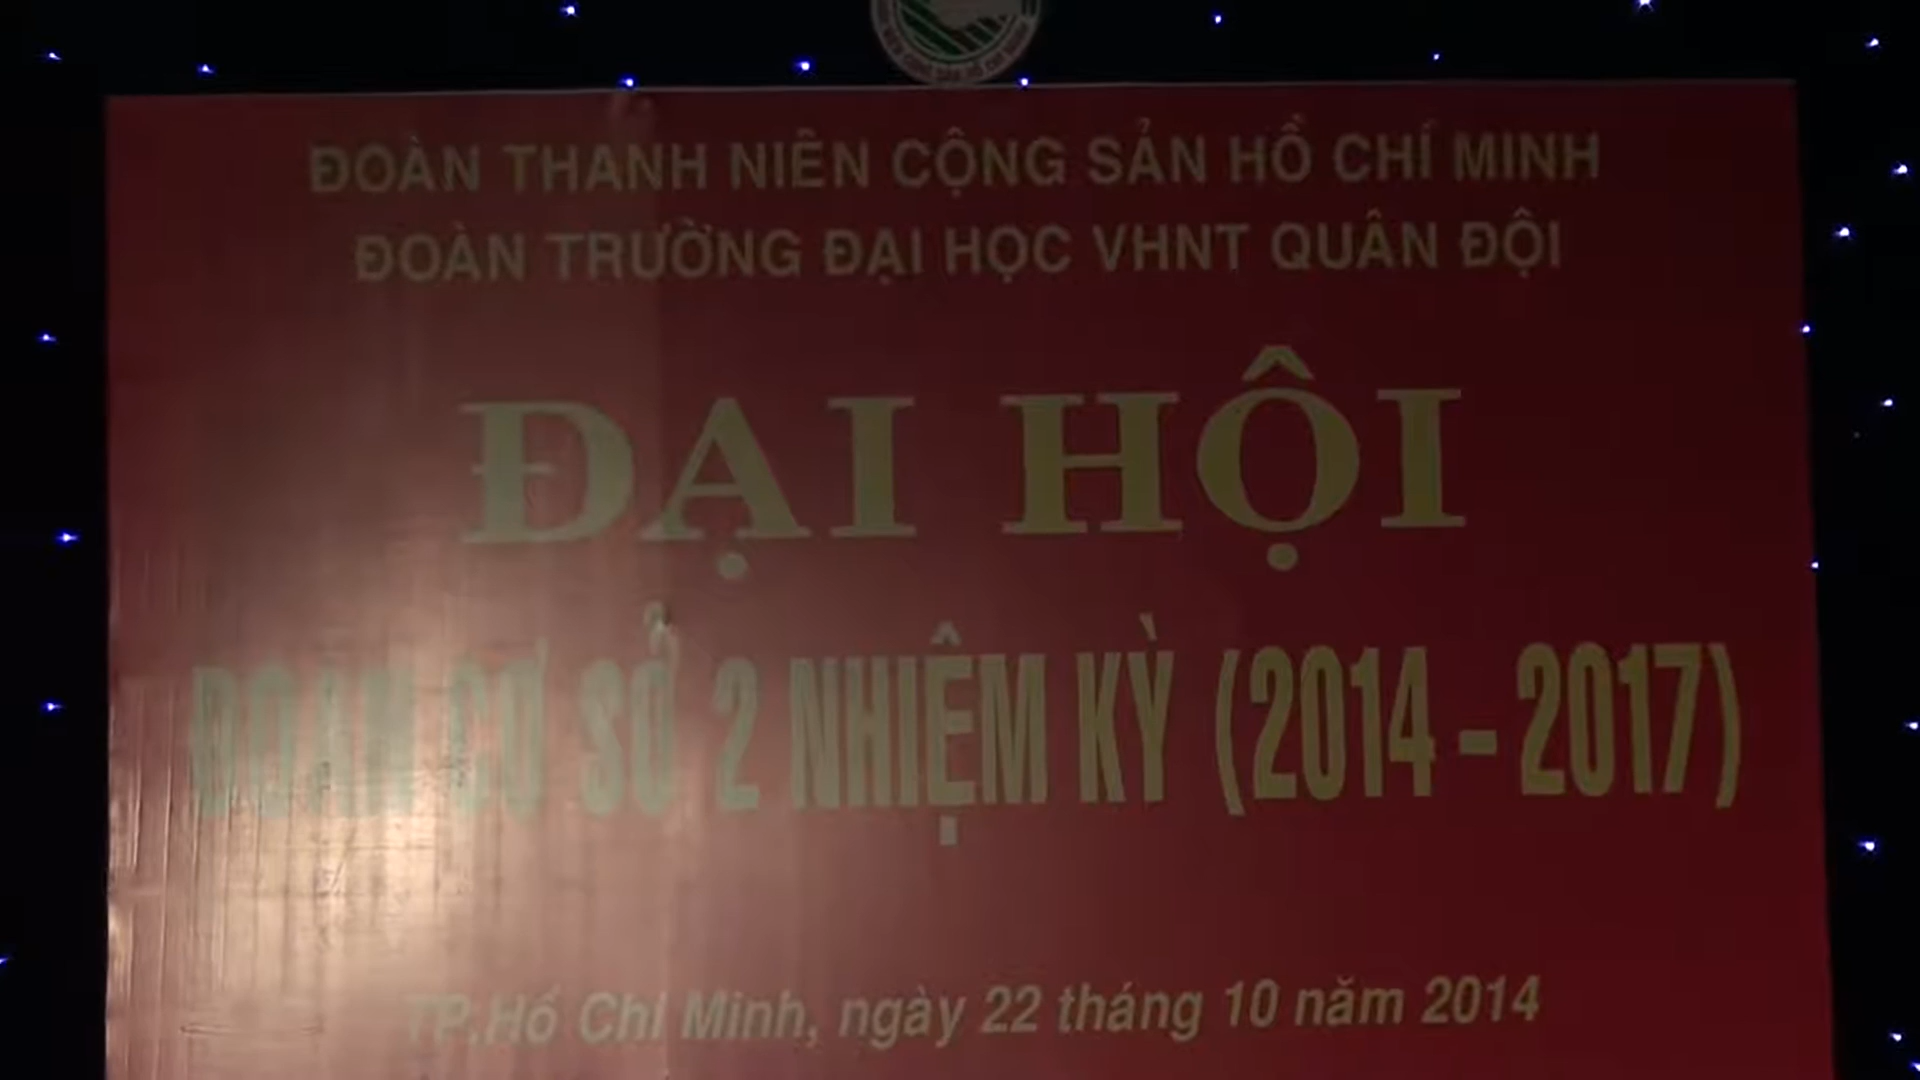 ĐOÀN THANH NIÊN CỘNG SẢN HỒ CHÍ MINH
ĐOÀN TRƯỜNG ĐẠI HỌC VHNT QUÂN ĐỘI
ĐẠI HỘI
ĐOÀN CƠ SỞ 2 NHIỆM KỲ (2014 - 2017)
TP.Hồ Chí Minh, ngày 22 tháng 10 năm 2014